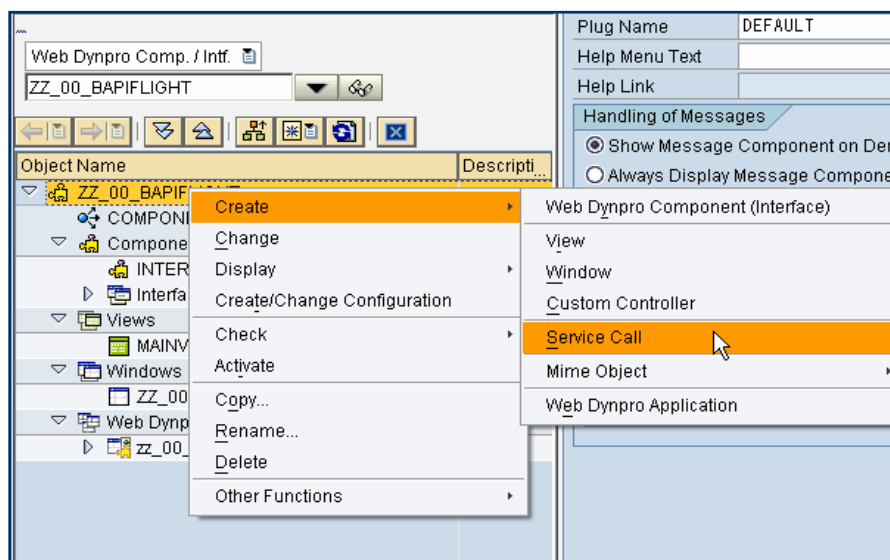 Web Dynpro Comp. / Intf.
ZZ_00_BAPIFLIGHT
Object Name Descripti...
ZZ_00_BAPIFLIGHT
COMPON
Compone
INTER
Interfa
Views
MAINV
Windows
ZZ_00
Web Dynp
zz_00_
Create
Change
Display
Create/Change Configuration
Check
Activate
Copy...
Rename...
Delete
Other Functions
Web Dynpro Component (Interface)
View
Window
Custom Controller
Service Call
Mime Object
Web Dynpro Application
Plug Name DEFAULT
Help Menu Text
Help Link
Handling of Messages
Show Message Component on De
Always Display Message Compone